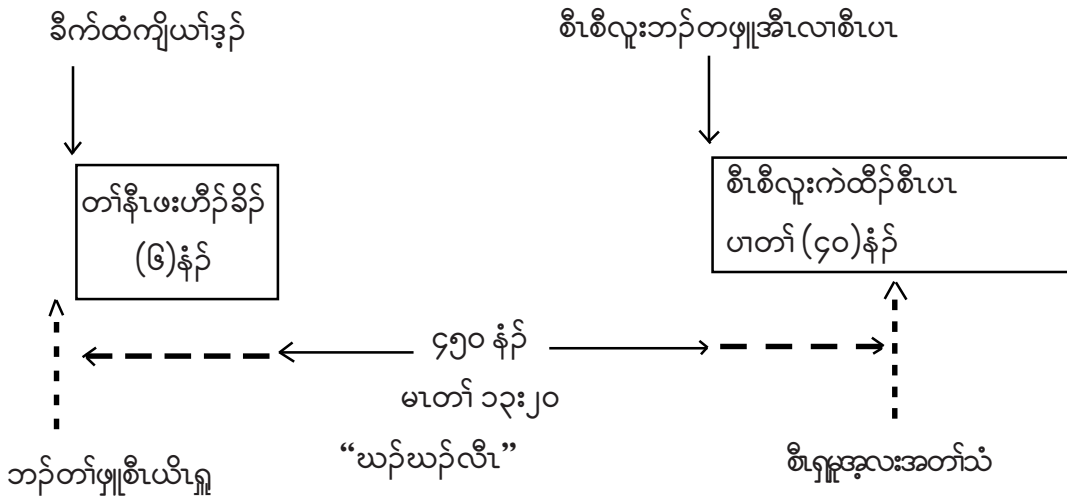 ခီက်ထံကျိယၢ်ဒ့ၣ်
စီၤစီလူးဘၣ်တဖှူအီၤလၢစီၤပၤ
တၢ်နီၤဖးဟီၣ်ခိၣ်
(၆)နံၣ်
စီၤစီလူးကဲထီၣ်စီၤပၤ
ပၢတၢ် (၄၀)နံၣ်
၄၅၀ နံၣ်
မၤတၢ် ၁၃း၂၀
“ဃၣ်ဃၣ်လီၤ”
ဘၣ်တၢ်ဖှူစီၤယိၤရှူ
စီၤရှမူအ့လးအတၢ်သံ